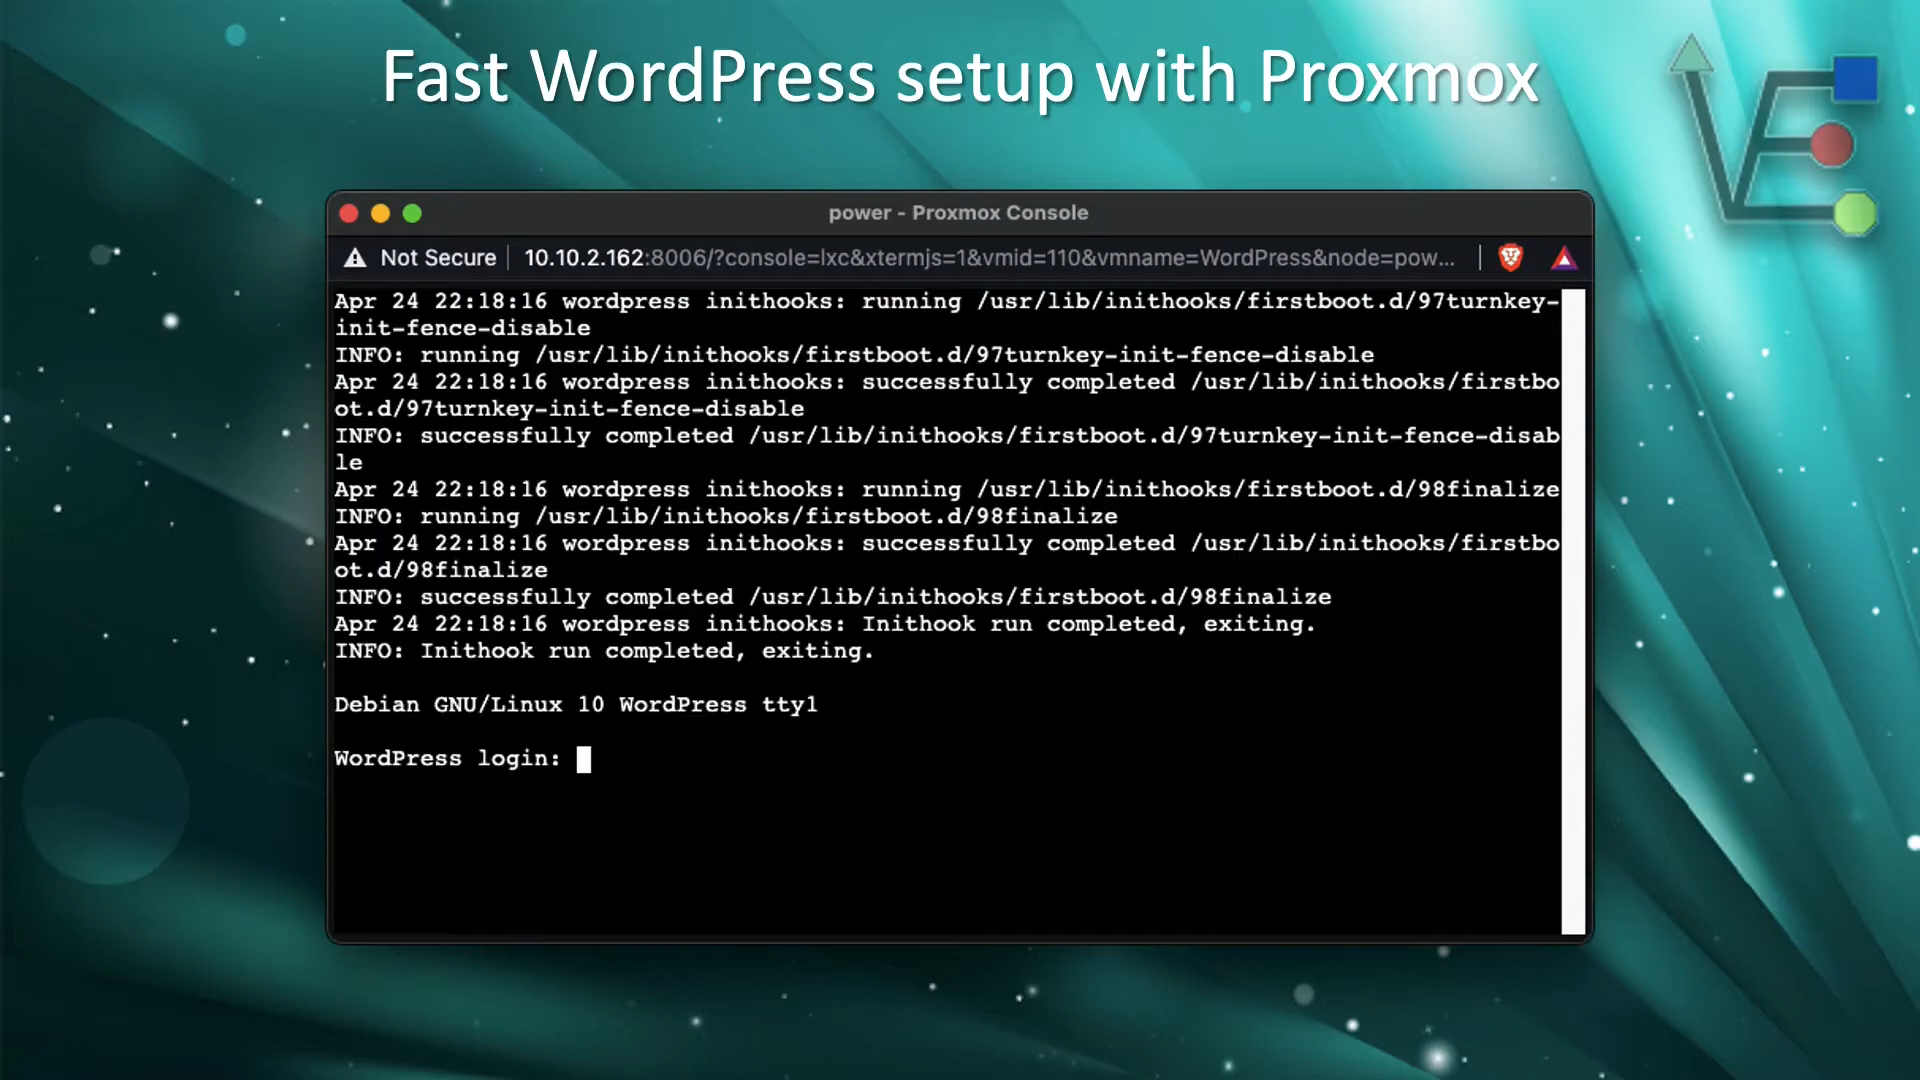 Fast WordPress setup with Proxmox
power - Proxmox Console
Not Secure 10.10.2.162:8006/?console=lxc&xtermjs=1&vmid=110&vmname=WordPress&node=pow...
Apr 24 22:18:16 wordpress inithooks: running /usr/lib/inithooks/firstboot.d/97turnkey-
init-fence-disable
INFO: running /usr/lib/inithooks/firstboot.d/97turnkey-init-fence-disable
Apr 24 22:18:16 wordpress inithooks: successfully completed /usr/lib/inithooks/firstbo
ot.d/97turnkey-init-fence-disable
INFO: successfully completed /usr/lib/inithooks/firstboot.d/97turnkey-init-fence-disab
le
Apr 24 22:18:16 wordpress inithooks: running /usr/lib/inithooks/firstboot.d/98finalize
INFO: running /usr/lib/inithooks/firstboot.d/98finalize
Apr 24 22:18:16 wordpress inithooks: successfully completed /usr/lib/inithooks/firstbo
ot.d/98finalize
INFO: successfully completed /usr/lib/inithooks/firstboot.d/98finalize
Apr 24 22:18:16 wordpress inithooks: Inithook run completed, exiting.
INFO: Inithook run completed, exiting.
Debian GNU/Linux 10 WordPress tty1
WordPress login: